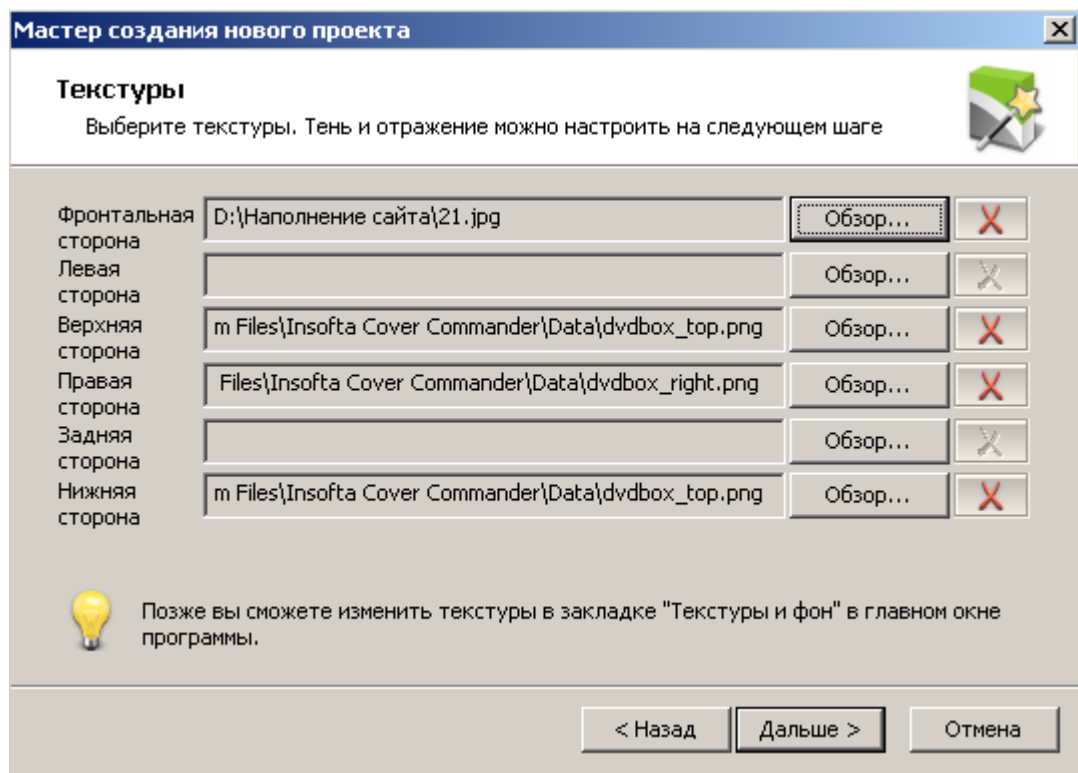 Мастер создания нового проекта
Текстуры
Выберите текстуры. Тень и отражение можно настроить на следующем шаге
Фронтальная сторона D:\Наполнение сайта\21.jpg Обзор...
Левая сторона Обзор...
Верхняя сторона m Files\Insofta Cover Commander\Data\dvdbox_top.png Обзор...
Правая сторона Files\Insofta Cover Commander\Data\dvdbox_right.png Обзор...
Задняя сторона Обзор...
Нижняя сторона m Files\Insofta Cover Commander\Data\dvdbox_top.png Обзор...
Позже вы сможете изменить текстуры в закладке "Текстуры и фон" в главном окне
программы.
< Назад Дальше > Отмена